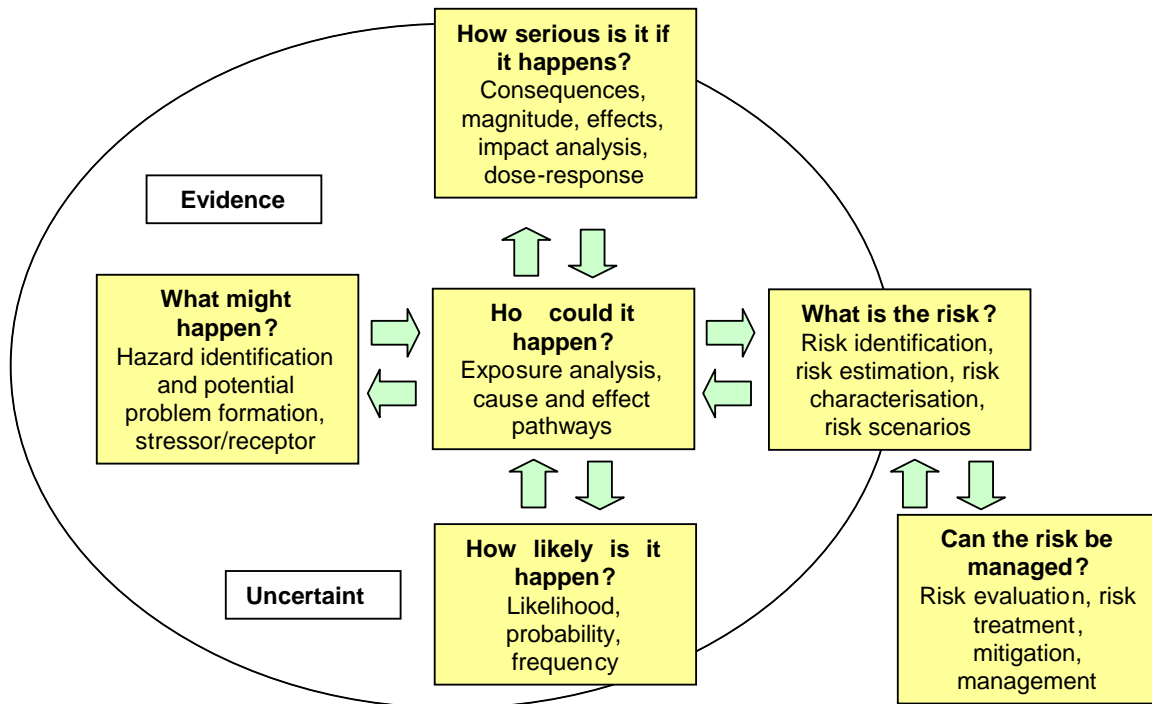 How serious is it if
it happens?
Consequences,
magnitude, effects,
impact analysis,
dose-response
Evidence
What might
happen?
Hazard identification
and potential
problem formation,
stressor/receptor
Ho could it
happen?
Exposure analysis,
cause and effect
pathways
What is the risk?
Risk identification,
risk estimation, risk
characterisation,
risk scenarios
How likely is it
happen?
Likelihood,
probability,
frequency
Uncertaint
Can the risk be
managed?
Risk evaluation, risk
treatment,
mitigation,
management